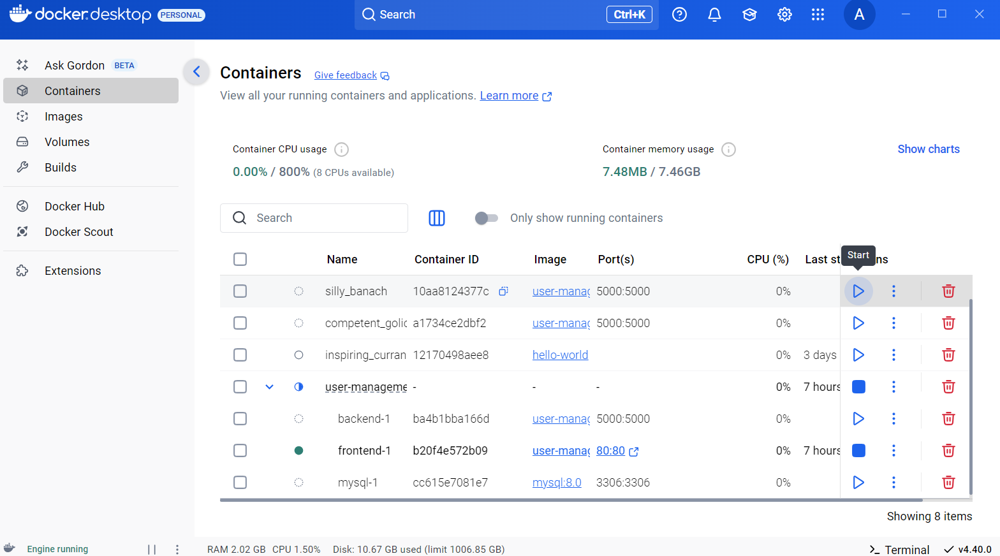 docker.desktop PERSONAL Search Ctrl+K A
Ask Gordon BETA
Containers
Images
Volumes
Builds
Docker Hub
Docker Scout
Extensions
Containers Give feedback
View all your running containers and applications. Learn more
Container CPU usage
0.00% / 800% (8 CPUs available)
Container memory usage
7.48MB / 7.46GB
Show charts
Search
Only show running containers
Name Container ID Image Port(s) CPU (%) Last st ns
Start
silly_banach 10aa8124377c user-manag 5000:5000 0%
competent_golic a1734ce2dbf2 user-manag 5000:5000 0%
inspiring_curran 12170498aee8 hello-world 0% 3 days
user-manageme - - - 0% 7 hours
backend-1 ba4b1bba166d user-manag 5000:5000 0%
frontend-1 b20f4e572b09 user-manag 80:80 0% 7 hours
mysql-1 cc615e7081e7 mysql:8.0 3306:3306 0%
Showing 8 items
Engine running RAM 2.02 GB CPU 1.50% Disk: 10.67 GB used (limit 1006.85 GB) Terminal v4.40.0